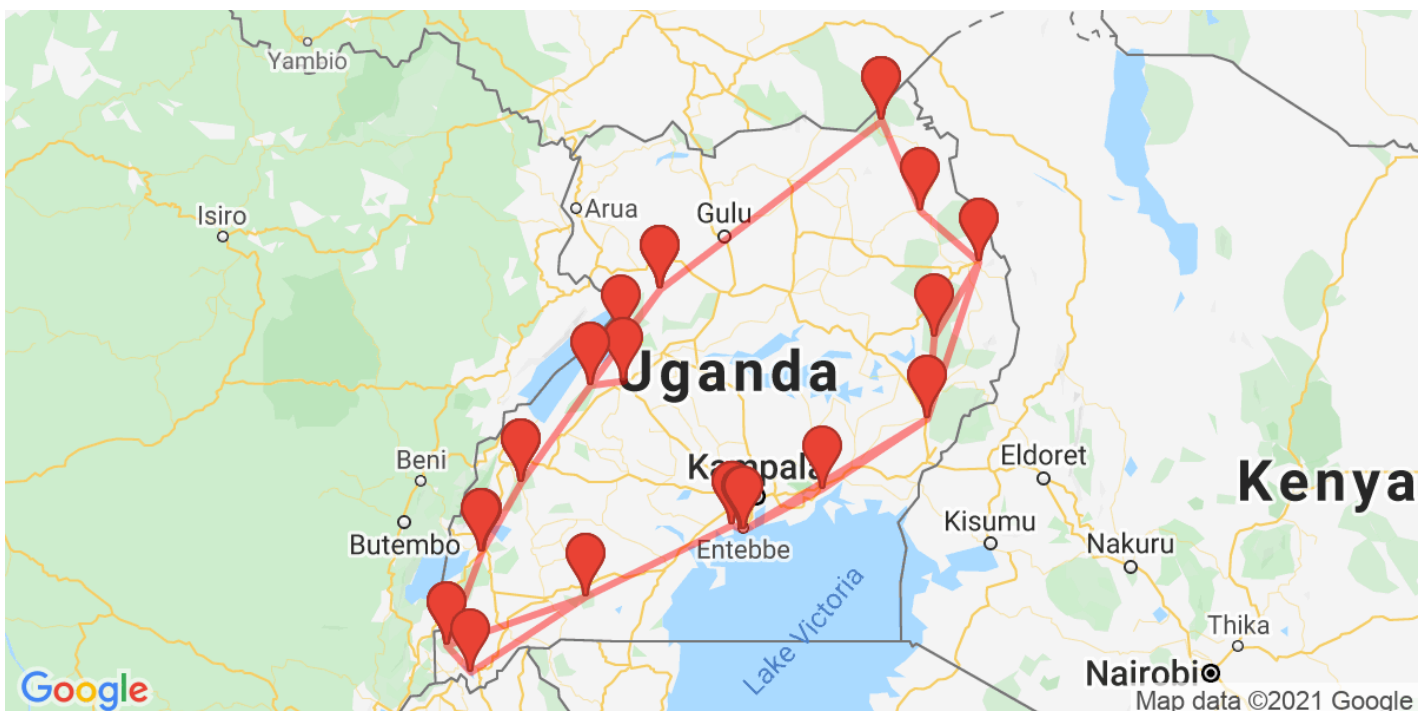 Yambio
Isiro
Arua
Gulu
Uganda
Beni
Butembo
Kampala
Entebbe
Eldoret
Kenya
Kisumu
Nakuru
Lake Victoria
Thika
Nairobi
Google
Map data ©2021 Google